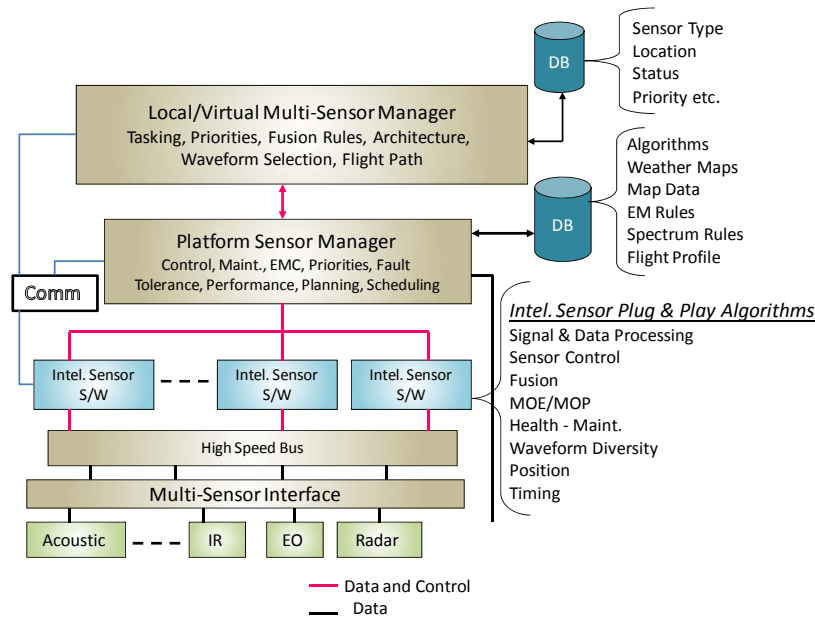 DB
Sensor Type
Location
Status
Priority etc.
Local/Virtual Multi-Sensor Manager
Tasking, Priorities, Fusion Rules, Architecture,
Waveform Selection, Flight Path
DB
Algorithms
Weather Maps
Map Data
EM Rules
Spectrum Rules
Flight Profile
Platform Sensor Manager
Control, Maint., EMC, Priorities, Fault
Tolerance, Performance, Planning, Scheduling
Comm
Intel. Sensor Plug & Play Algorithms
Signal & Data Processing
Sensor Control
Fusion
MOE/MOP
Health - Maint.
Waveform Diversity
Position
Timing
Intel. Sensor
S/W
Intel. Sensor
S/W
Intel. Sensor
S/W
High Speed Bus
Multi-Sensor Interface
Acoustic
IR
EO
Radar
Data and Control
Data